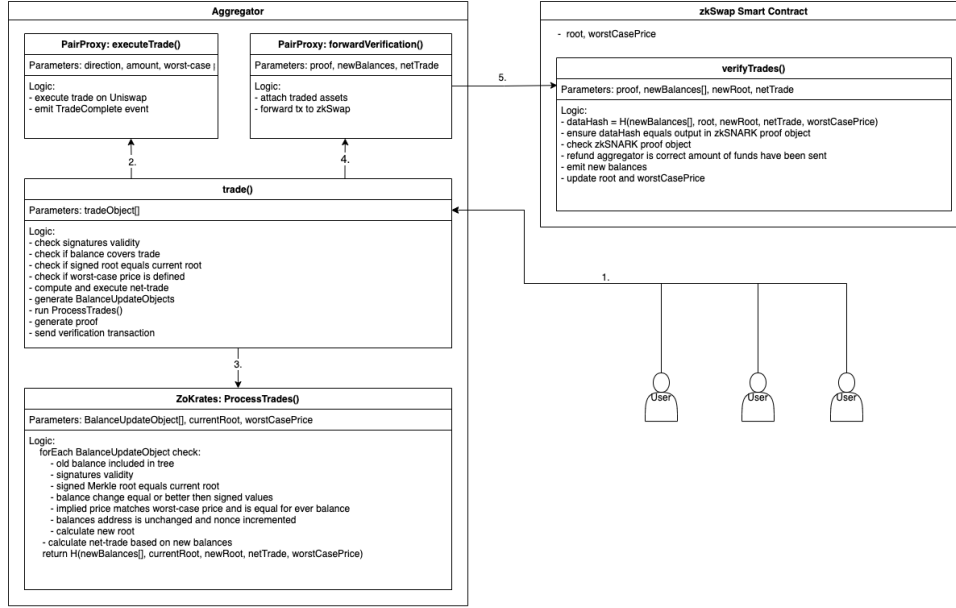 Aggregator
PairProxy: executeTrade()
Parameters: direction, amount, worst-case
Logic:
- execute trade on Uniswap
- emit TradeComplete event
PairProxy: forwardVerification()
Parameters: proof, newBalances, netTrade
Logic:
- attach traded assets
- forward tx to zkSwap
2.
4.
trade()
Parameters: tradeObject[]
Logic:
- check signatures validity
- check if balance covers trade
- check if signed root equals current root
- check if worst-case price is defined
- compute and execute net-trade
- generate BalanceUpdateObjects
- run ProcessTrades()
- generate proof
- send verification transaction
3.
ZoKrates: ProcessTrades()
Parameters: BalanceUpdateObject[], currentRoot, worstCasePrice
Logic:
forEach BalanceUpdateObject check:
- old balance included in tree
- signatures validity
- signed Merkle root equals current root
- balance change equal or better then signed values
- implied price matches worst-case price and is equal for ever balance
- balances address is unchanged and nonce incremented
- calculate new root
- calculate net-trade based on new balances
return H(newBalances[], currentRoot, newRoot, netTrade, worstCasePrice)
5.
zkSwap Smart Contract
- root, worstCasePrice
verifyTrades()
Parameters: proof, newBalances[], newRoot, netTrade
Logic:
- dataHash = H(newBalances[], root, newRoot, netTrade, worstCasePrice)
- ensure dataHash equals output in zkSNARK proof object
- check zkSNARK proof object
- refund aggregator is correct amount of funds have been sent
- emit new balances
- update root and worstCasePrice
1.
User
User
User